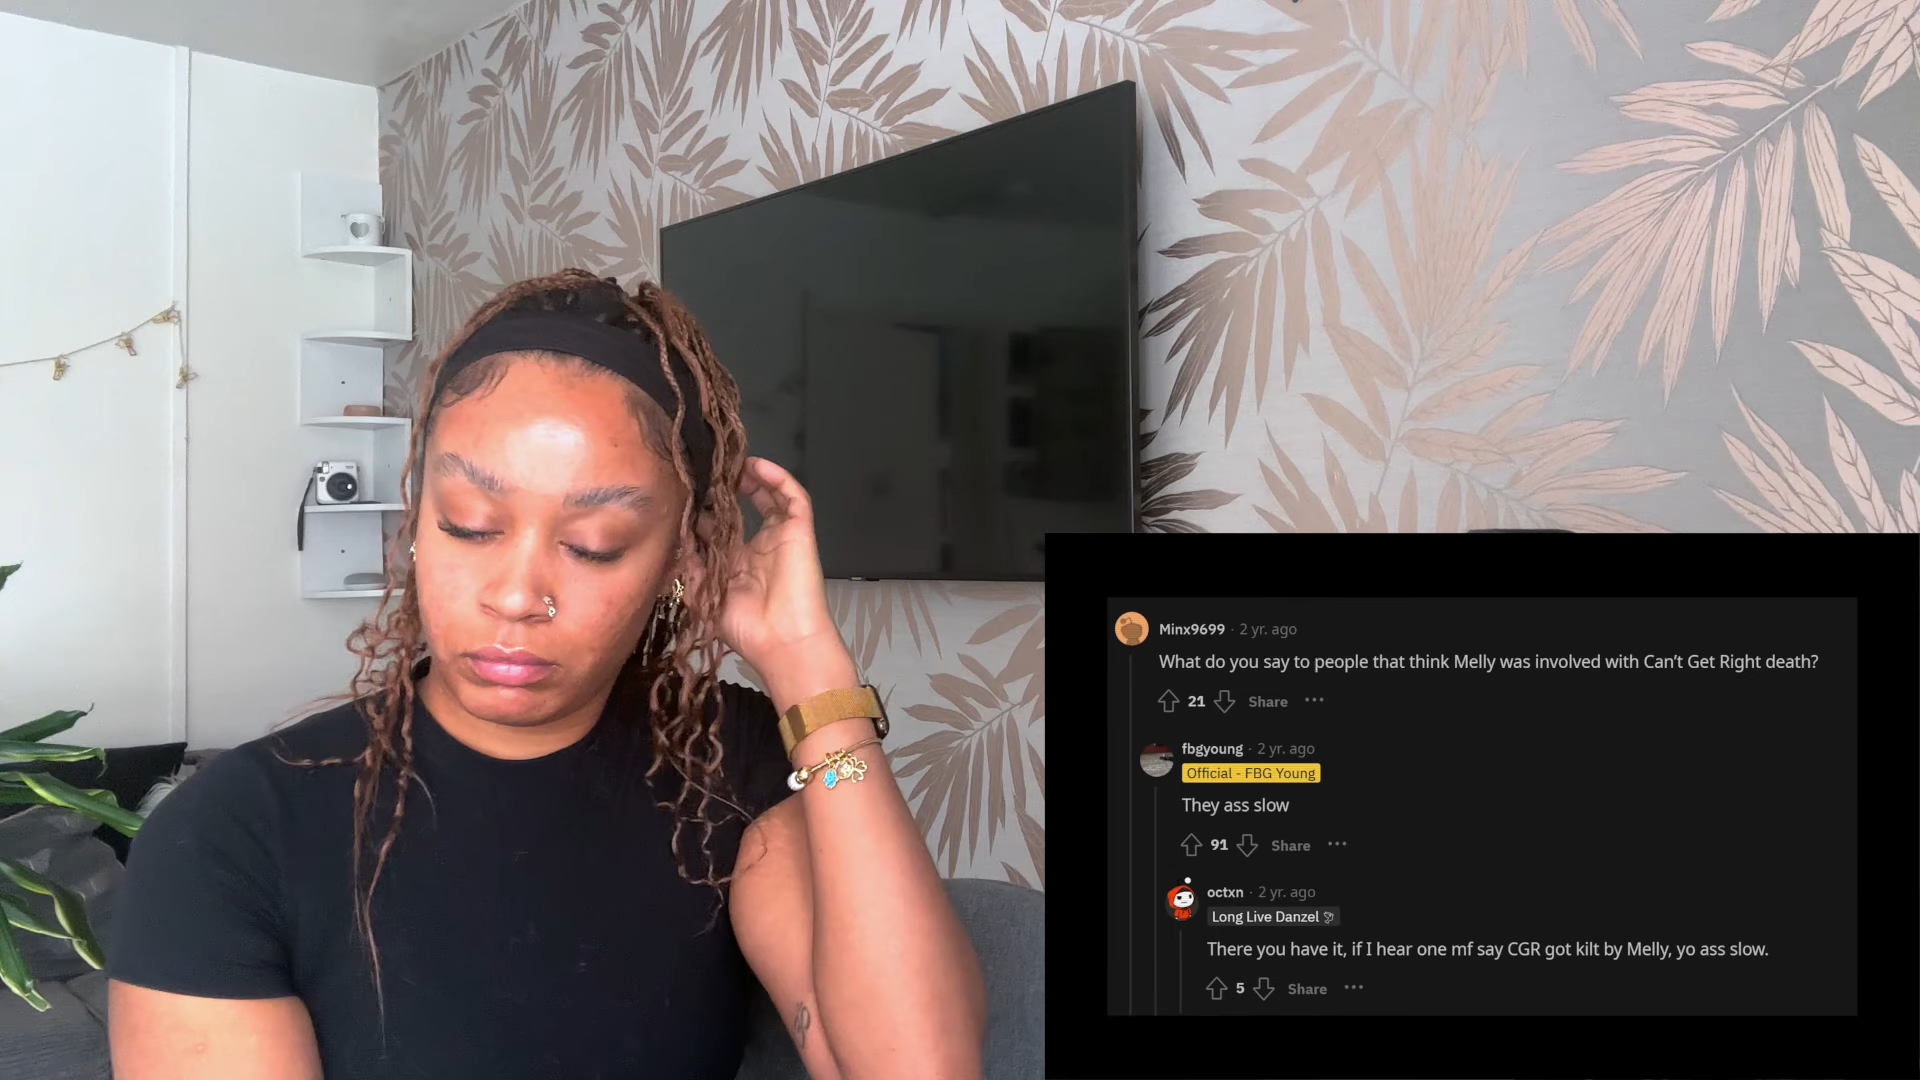 Minx9699 · 2 yr. ago
What do you say to people that think Melly was involved with Can't Get Right death?
21 Share ···
fbgyoung · 2 yr. ago
Official - FBG Young
They ass slow
91 Share ···
octxn · 2 yr. ago
Long Live Danzel 🕊
There you have it, if I hear one mf say CGR got kilt by Melly, yo ass slow.
5 Share ···